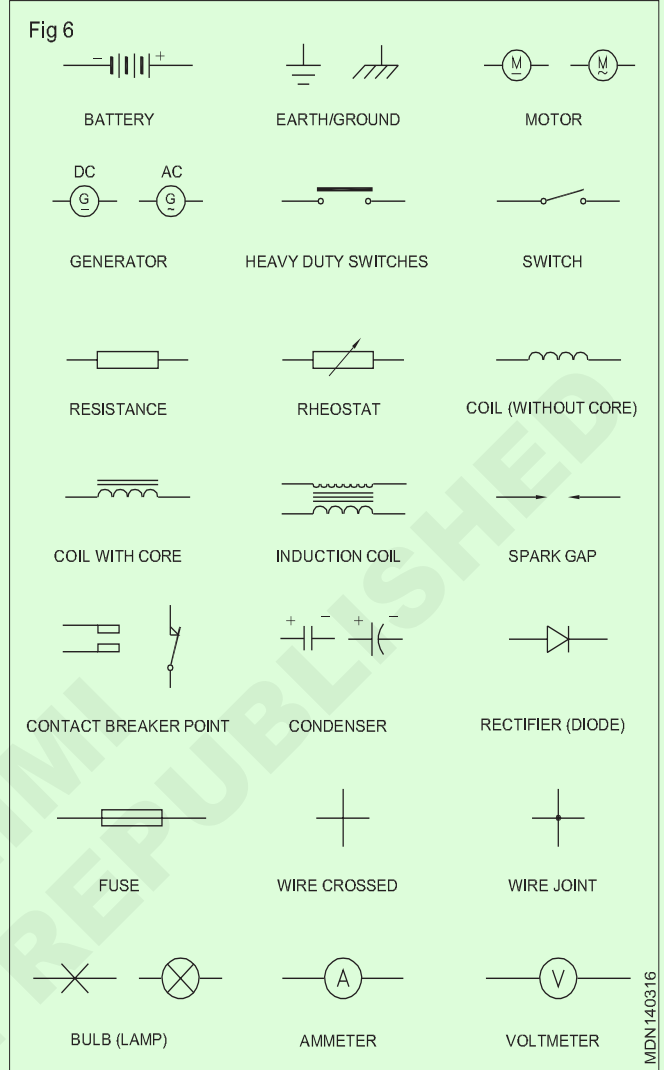 Fig 6
− +
BATTERY EARTH/GROUND MOTOR
M M
DC AC
G G
GENERATOR HEAVY DUTY SWITCHES SWITCH
RESISTANCE RHEOSTAT COIL (WITHOUT CORE)
COIL WITH CORE INDUCTION COIL SPARK GAP
+ − + −
CONTACT BREAKER POINT CONDENSER RECTIFIER (DIODE)
FUSE WIRE CROSSED WIRE JOINT
A V
BULB (LAMP) AMMETER VOLTMETER
MDN140316
REPUBLISHED